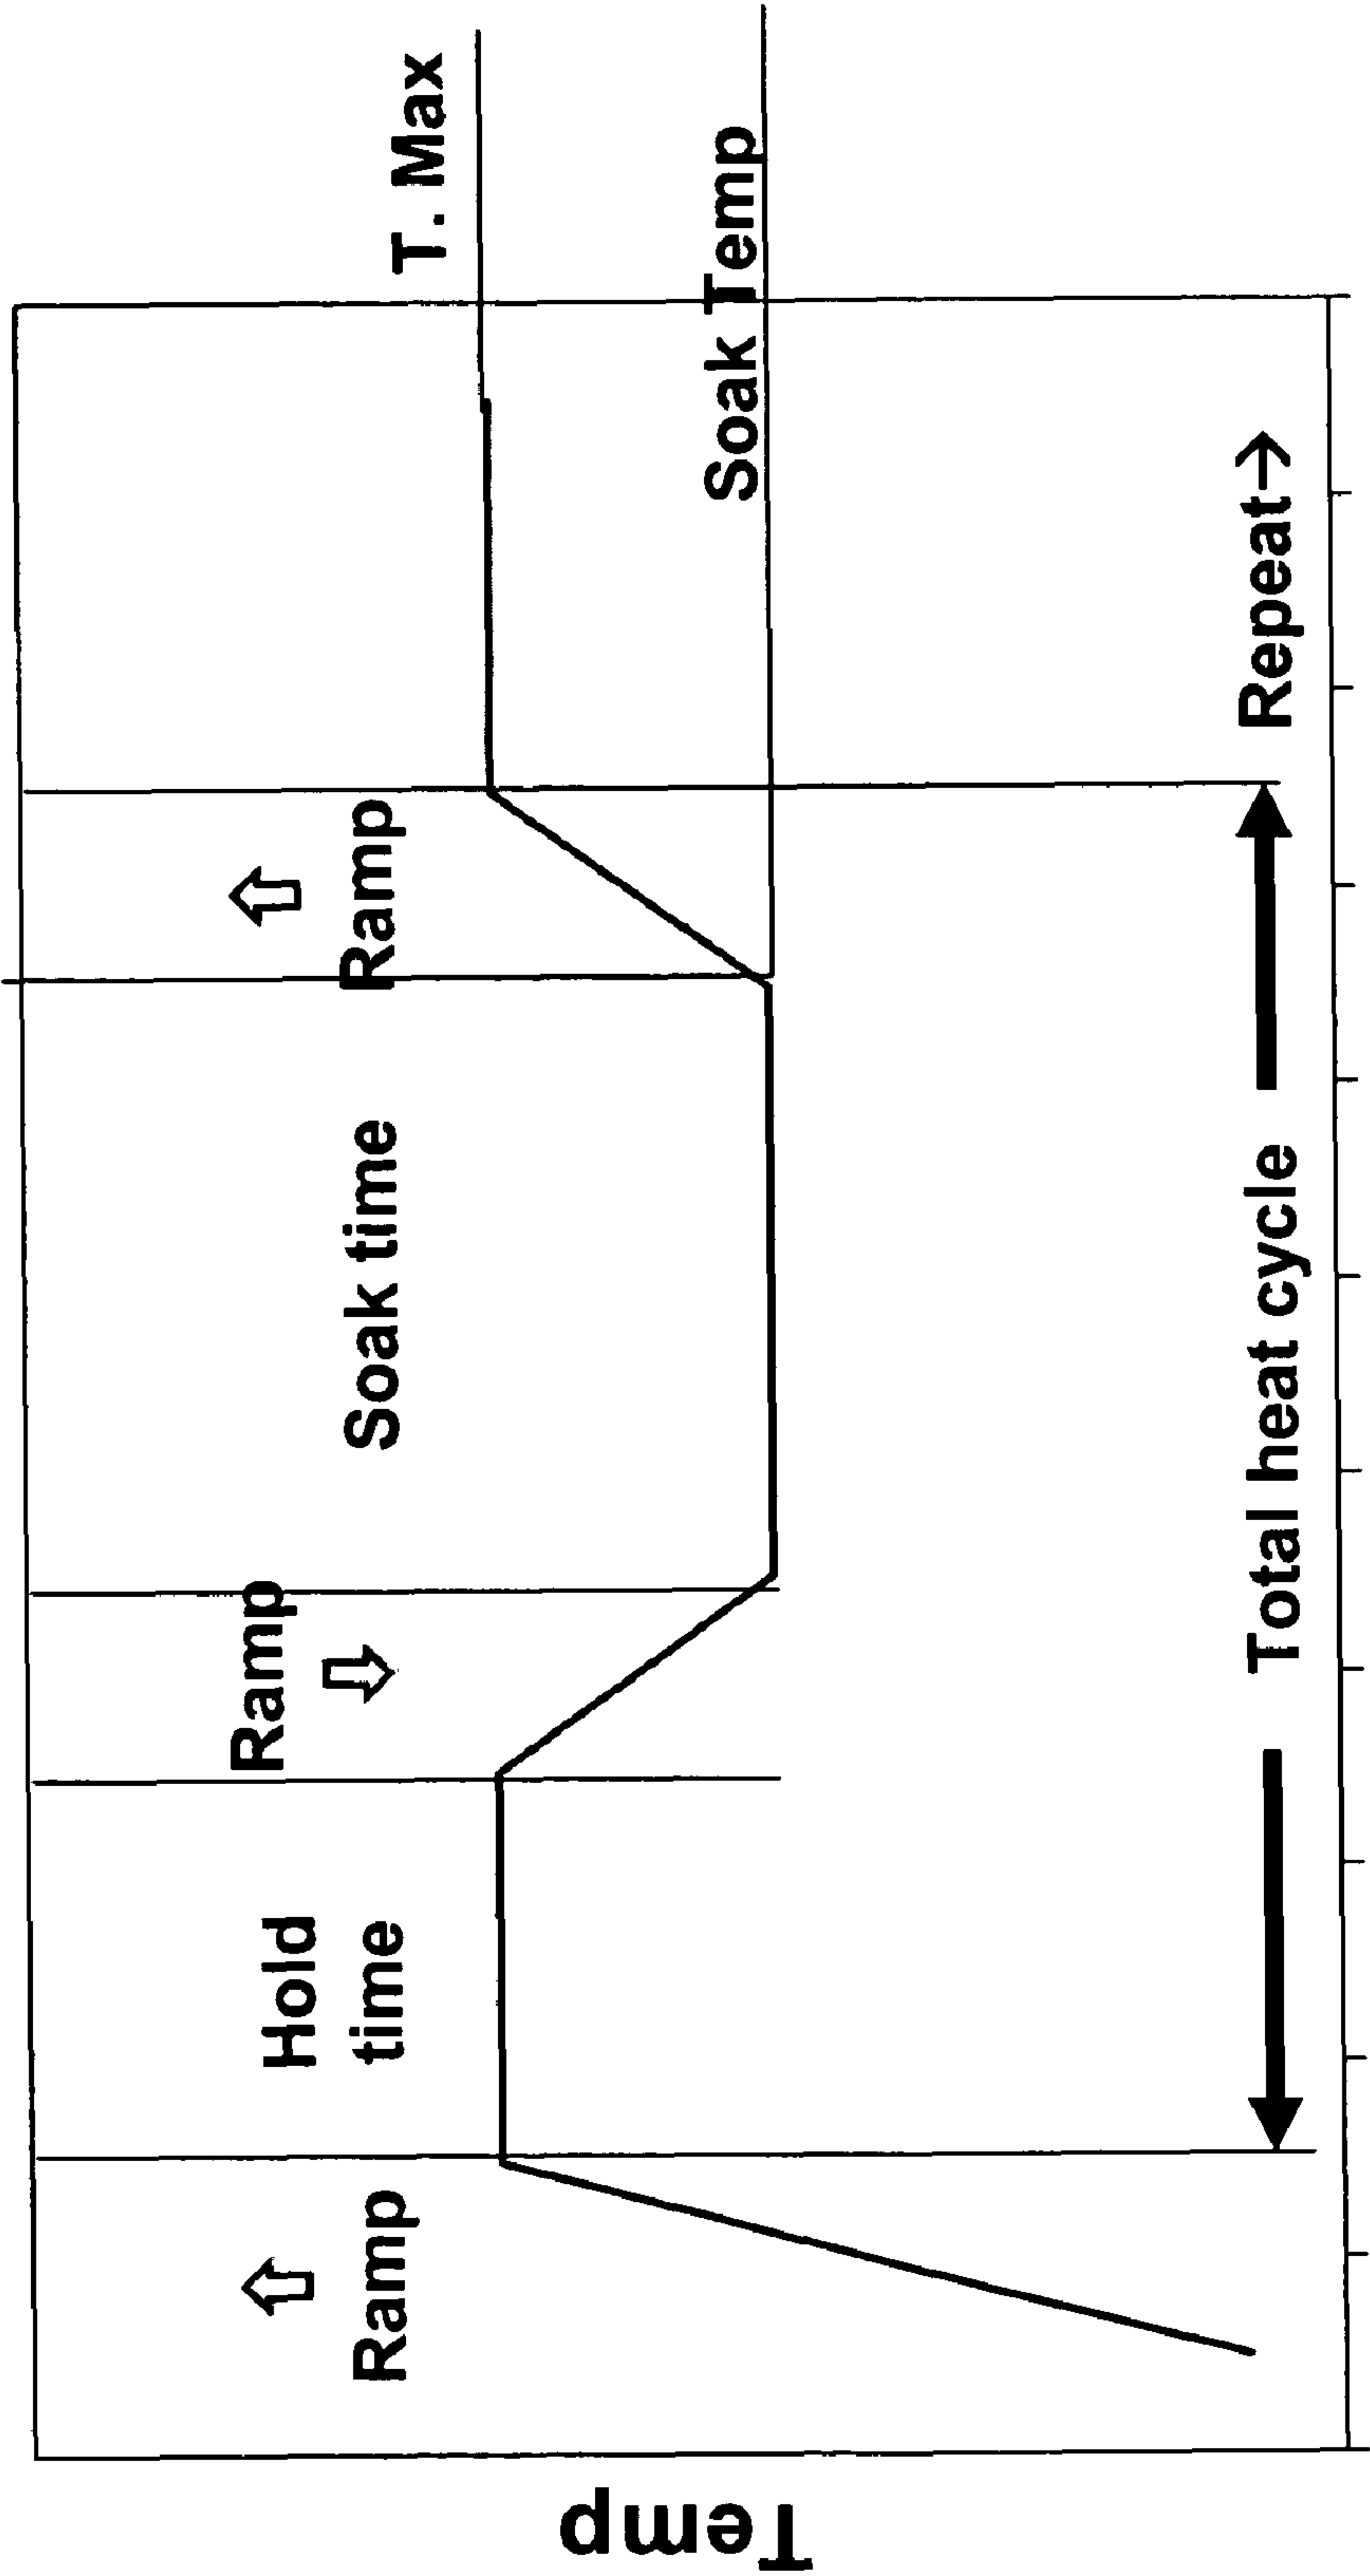 Temp
Ramp
Hold
time
Ramp
Soak time
Ramp
T. Max
Soak Temp
Total heat cycle
Repeat→